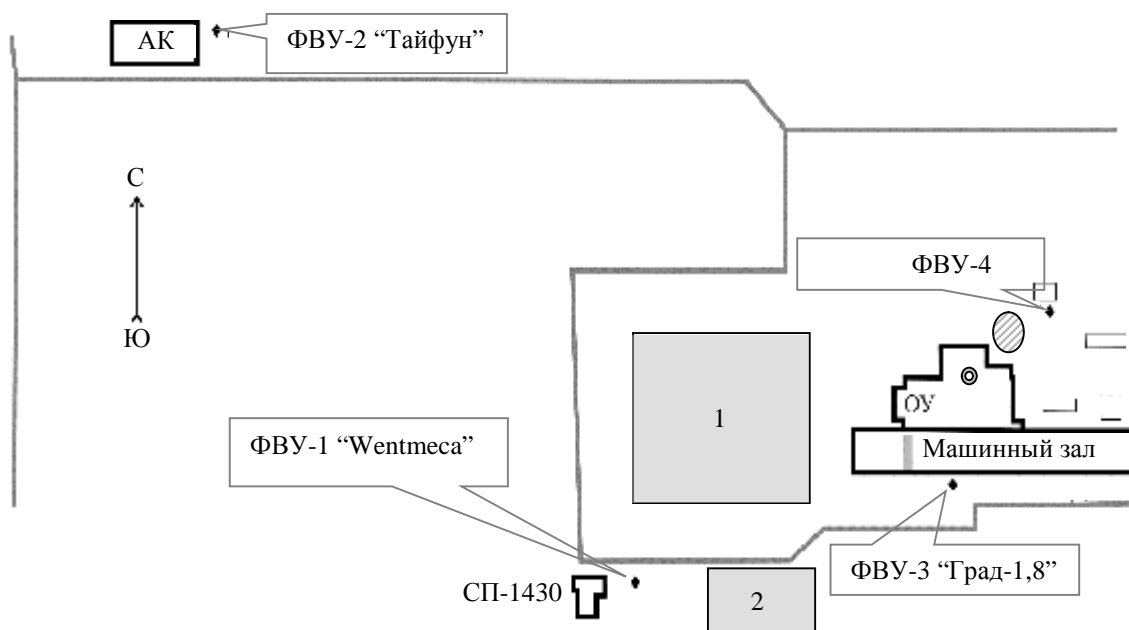 АК
ФВУ-2 “Тайфун”
С
Ю
ФВУ-4
1
ОУ
ФВУ-1 “Wentmeca”
Машинный зал
ФВУ-3 “Град-1,8”
СП-1430
2